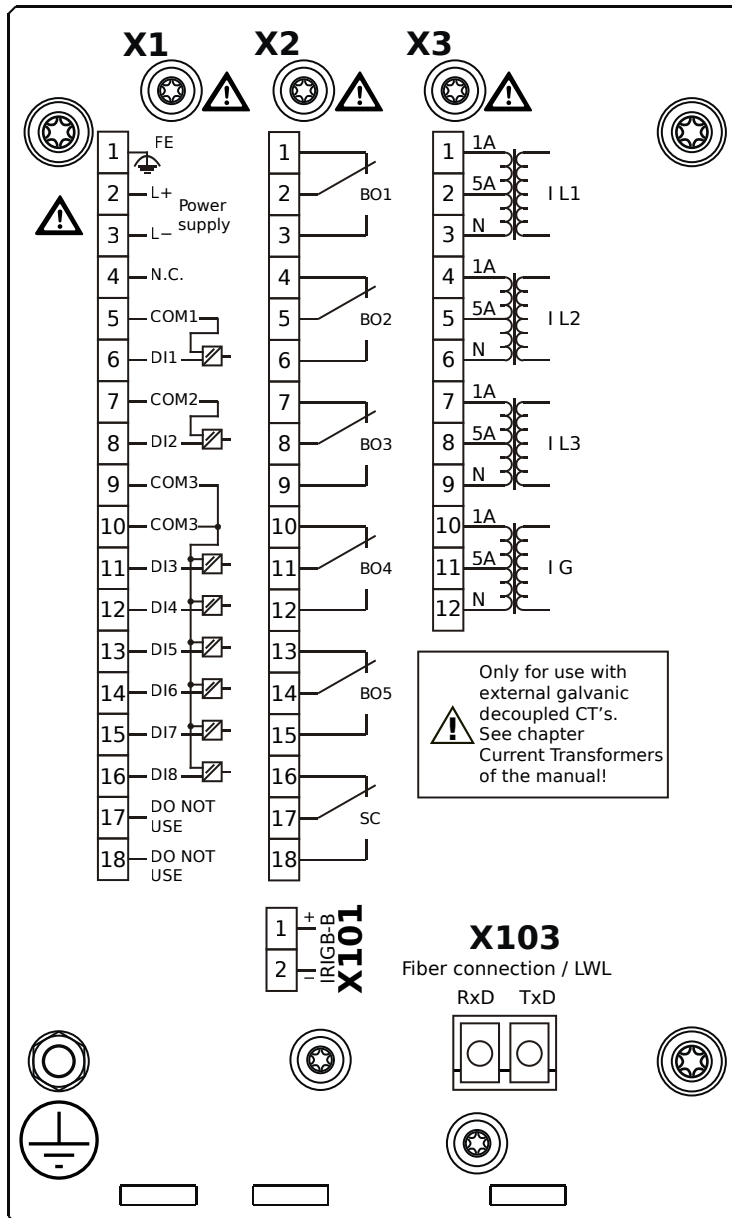 X1
X2
X3
1 FE
2 L+ Power
supply
3 L−
4 N.C.
5 COM1
6 DI1
7 COM2
8 DI2
9 COM3
10 COM3
11 DI3
12 DI4
13 DI5
14 DI6
15 DI7
16 DI8
17 DO NOT
USE
18 DO NOT
USE
1
2 BO1
3
4
5 BO2
6
7
8 BO3
9
10
11 BO4
12
13
14 BO5
15
16
17 SC
18
1 1A
2 5A I L1
3 N
4 1A
5 5A I L2
6 N
7 1A
8 5A I L3
9 N
10 1A
11 5A I G
12 N
Only for use with
external galvanic
decoupled CT's.
See chapter
Current Transformers
of the manual!
1 +
2 −
IRIGB-B
X101
X103
Fiber connection / LWL
RxD TxD